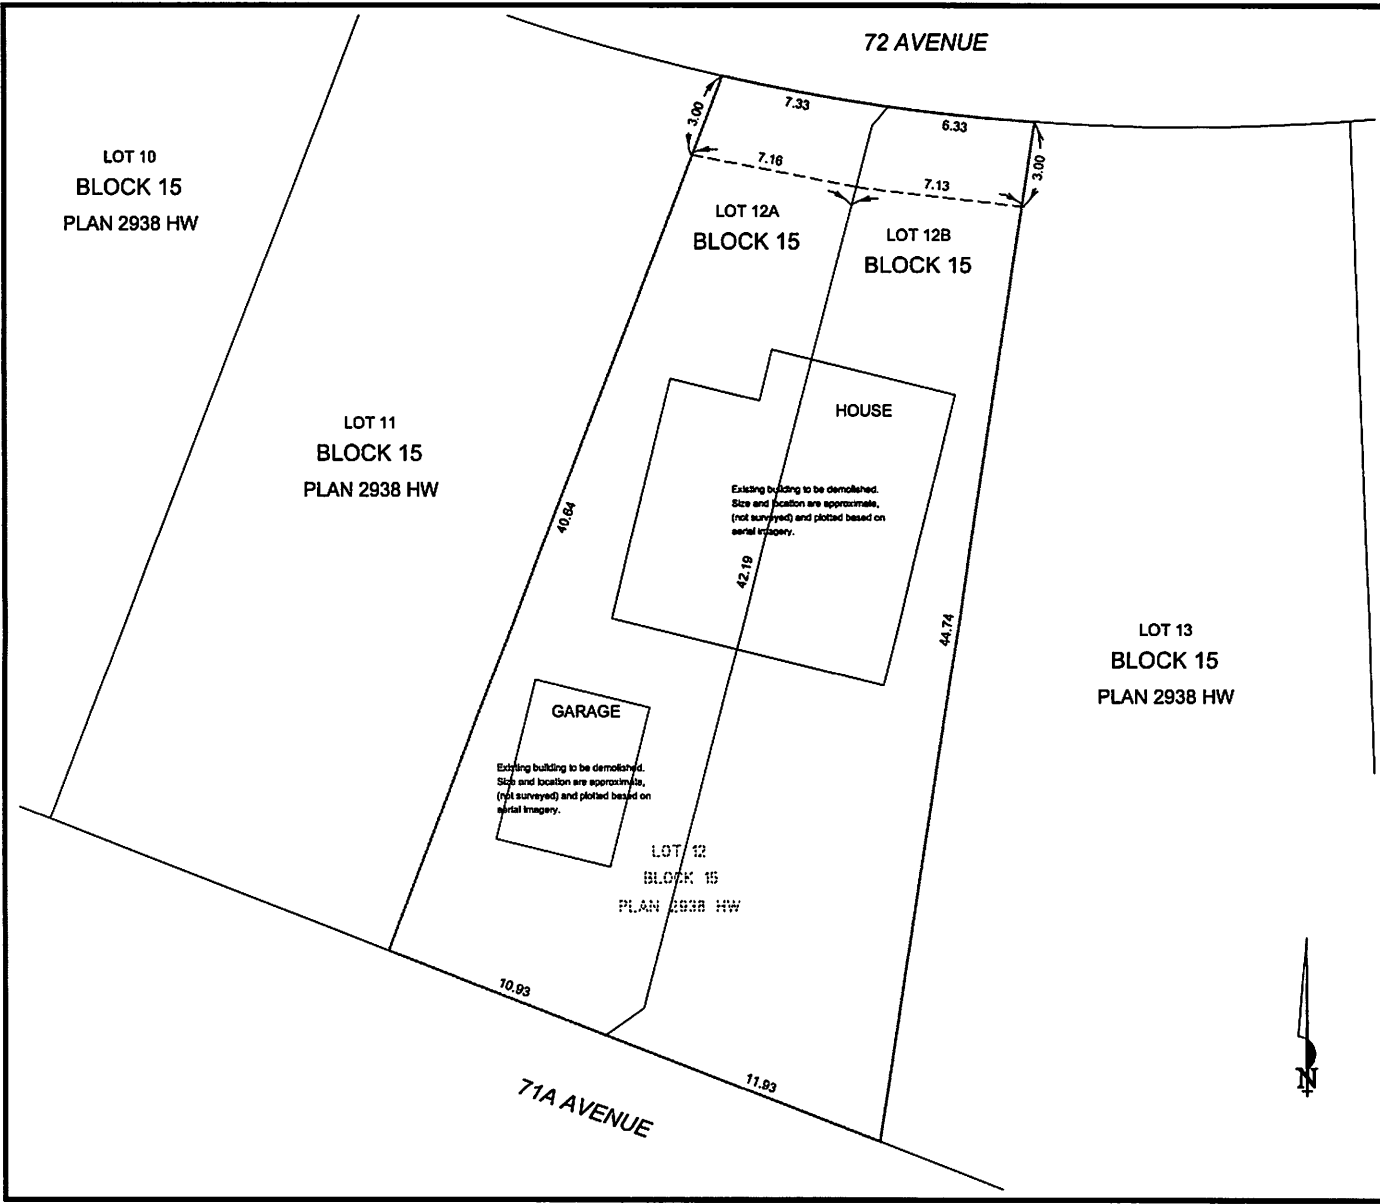 72 AVENUE
7.33
6.33
3.00
3.00
7.16
7.13
LOT 10
BLOCK 15
PLAN 2938 HW
LOT 12A
BLOCK 15
LOT 12B
BLOCK 15
HOUSE
LOT 11
BLOCK 15
PLAN 2938 HW
Existing building to be demolished.
Size and location are approximate,
(not surveyed) and plotted based on
aerial imagery.
40.64
42.19
44.74
LOT 13
BLOCK 15
PLAN 2938 HW
GARAGE
Existing building to be demolished.
Size and location are approximate,
(not surveyed) and plotted based on
aerial imagery.
LOT 12
BLOCK 15
PLAN 2938 HW
10.93
11.93
71A AVENUE
N